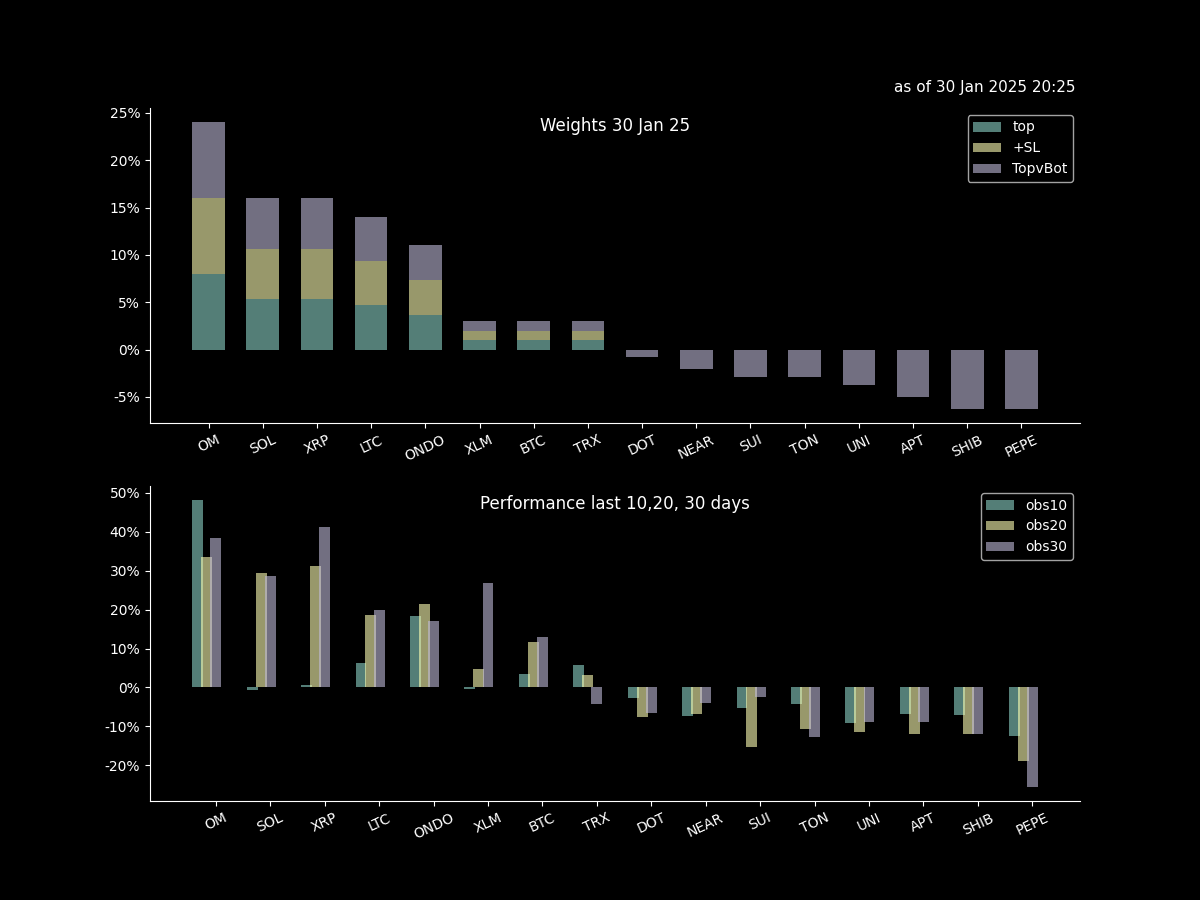 as of 30 Jan 2025 20:25
Weights 30 Jan 25
top
+SL
TopvBot
25%
20%
15%
10%
5%
0%
-5%
OM SOL XRP LTC ONDO XLM BTC TRX DOT NEAR SUI TON UNI APT SHIB PEPE
Performance last 10,20, 30 days
obs10
obs20
obs30
50%
40%
30%
20%
10%
0%
-10%
-20%
OM SOL XRP LTC ONDO XLM BTC TRX DOT NEAR SUI TON UNI APT SHIB PEPE